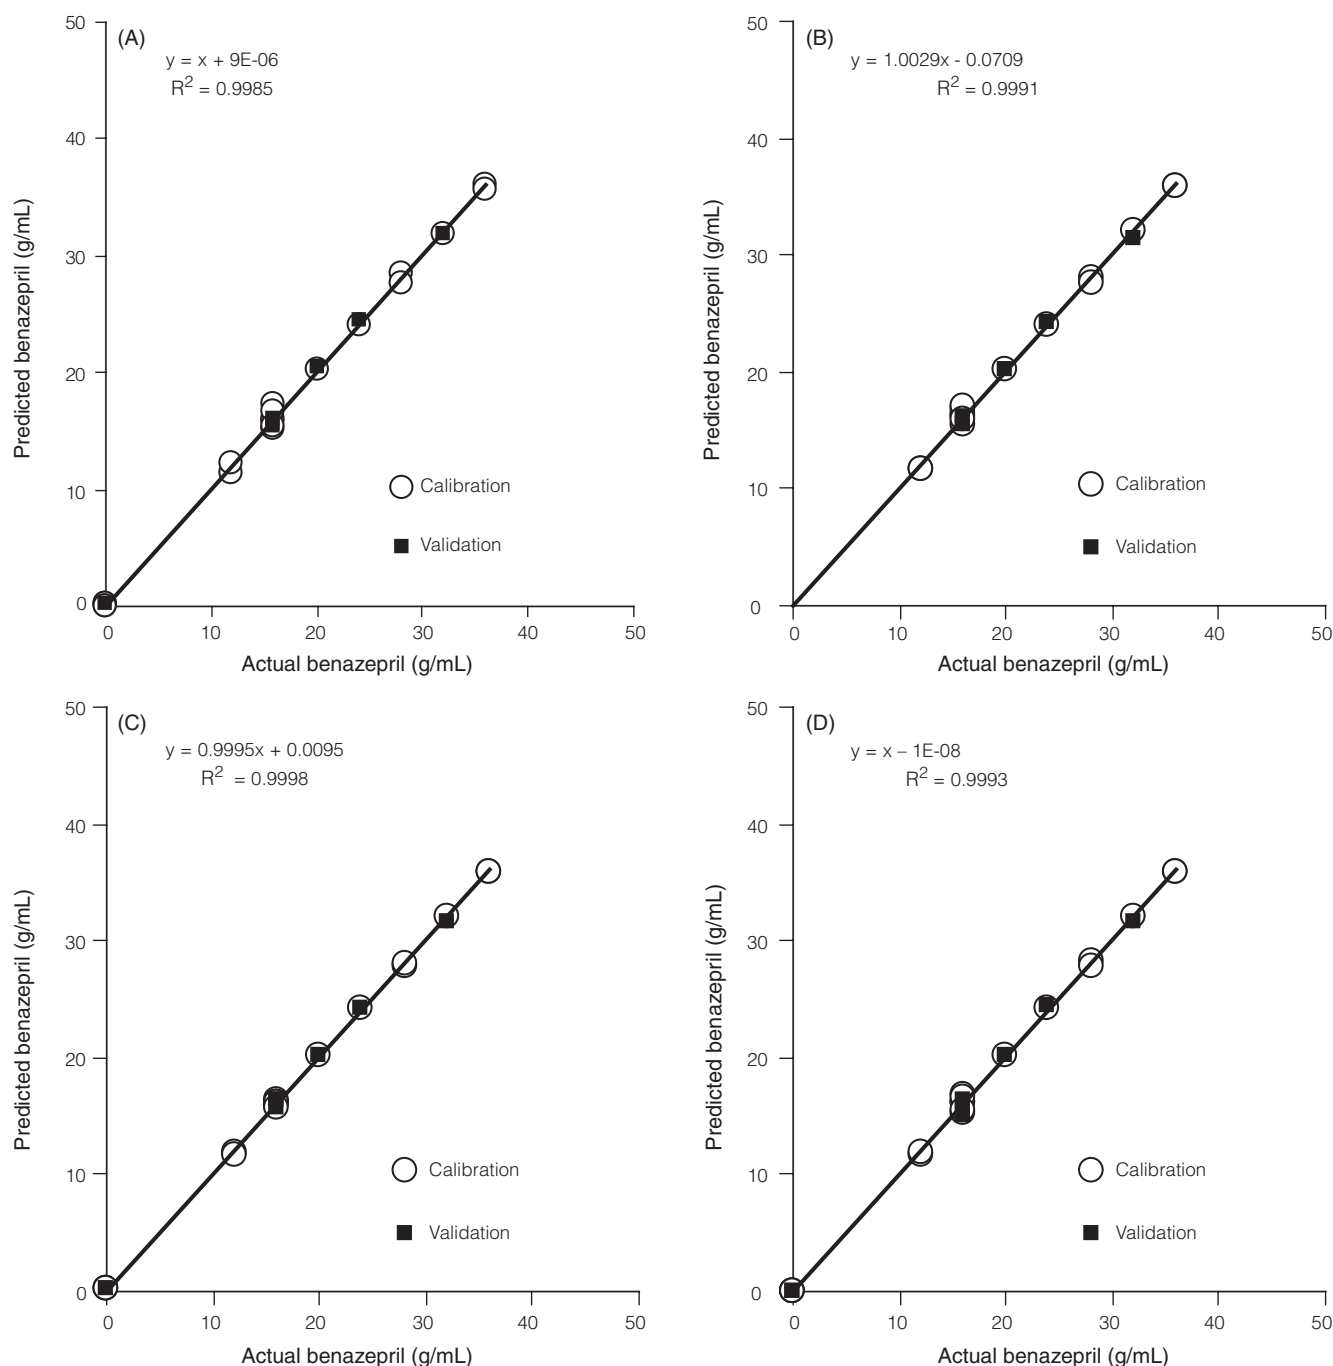 (A)
y = x + 9E-06
R² = 0.9985
50
40
30
20
10
0
Predicted benazepril (g/mL)
Calibration
Validation
0 10 20 30 40 50
Actual benazepril (g/mL)
(B)
y = 1.0029x - 0.0709
R² = 0.9991
50
40
30
20
10
0
Predicted benazepril (g/mL)
Calibration
Validation
0 10 20 30 40 50
Actual benazepril (g/mL)
(C)
y = 0.9995x + 0.0095
R² = 0.9998
50
40
30
20
10
0
Predicted benazepril (g/mL)
Calibration
Validation
0 10 20 30 40 50
Actual benazepril (g/mL)
(D)
y = x – 1E-08
R² = 0.9993
50
40
30
20
10
0
Predicted benazepril (g/mL)
Calibration
Validation
0 10 20 30 40 50
Actual benazepril (g/mL)